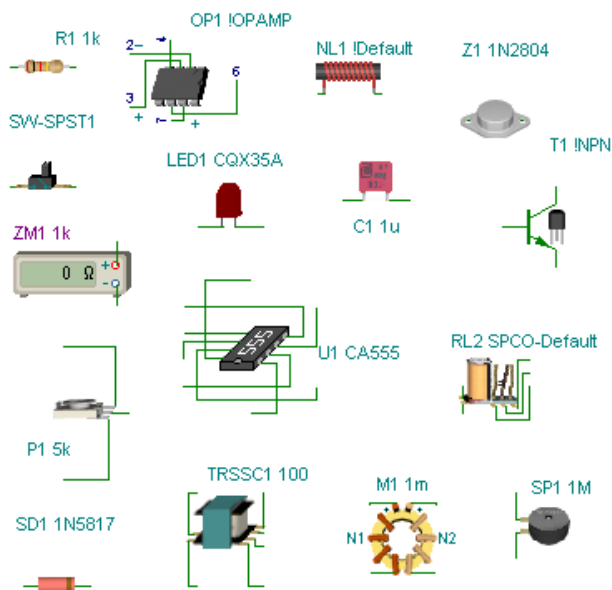 OP1 !OPAMP
R1 1k
NL1 !Default
Z1 1N2804
2-
4
6
3
+
7
+
SW-SPST1
LED1 CQX35A
T1 !NPN
C1 1u
ZM1 1k
0 Ω
+
-
555
U1 CA555
RL2 SPCO-Default
P1 5k
TRSSC1 100
M1 1m
SP1 1M
+
+
N1
N2
SD1 1N5817